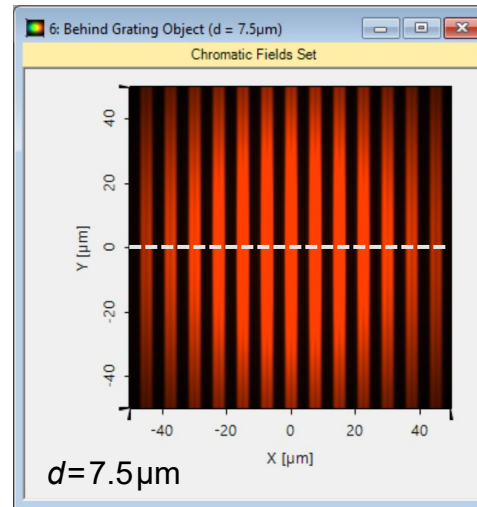 6: Behind Grating Object (d = 7.5µm)
Chromatic Fields Set
40
20
0
-20
-40
Y [µm]
-40 -20 0 20 40
X [µm]
d=7.5µm